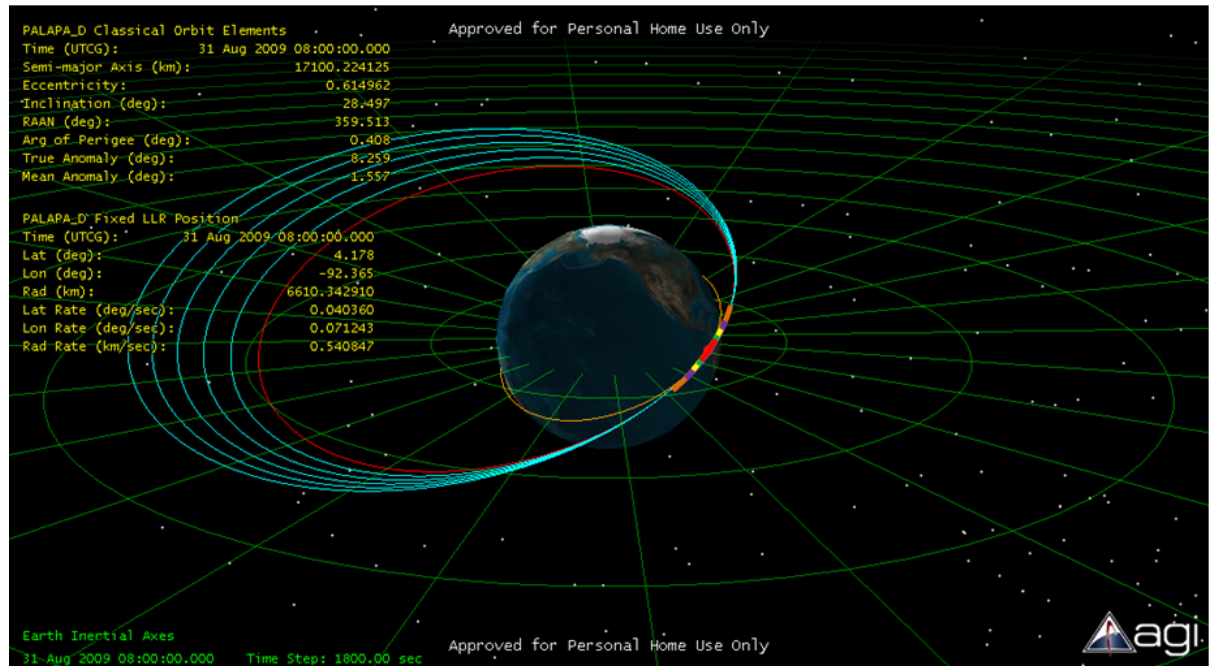 Approved for Personal Home Use Only
PALAPA_D Classical Orbit Elements
Time (UTCG): 31 Aug 2009 08:00:00.000
Semi-major Axis (km): 17100.224125
Eccentricity: 0.614962
Inclination (deg): 28.497
RAAN (deg): 359.513
Arg of Perigee (deg): 0.408
True Anomaly (deg): 8.259
Mean Anomaly (deg): 1.557
PALAPA_D Fixed LLR Position
Time (UTCG): 31 Aug 2009 08:00:00.000
Lat (deg): 4.178
Lon (deg): -92.365
Rad (km): 6610.342910
Lat Rate (deg/sec): 0.040360
Lon Rate (deg/sec): 0.071243
Rad Rate (km/sec): 0.540847
Earth Inertial Axes
31 Aug 2009 08:00:00.000 Time Step: 1800.00 sec
Approved for Personal Home Use Only
agi